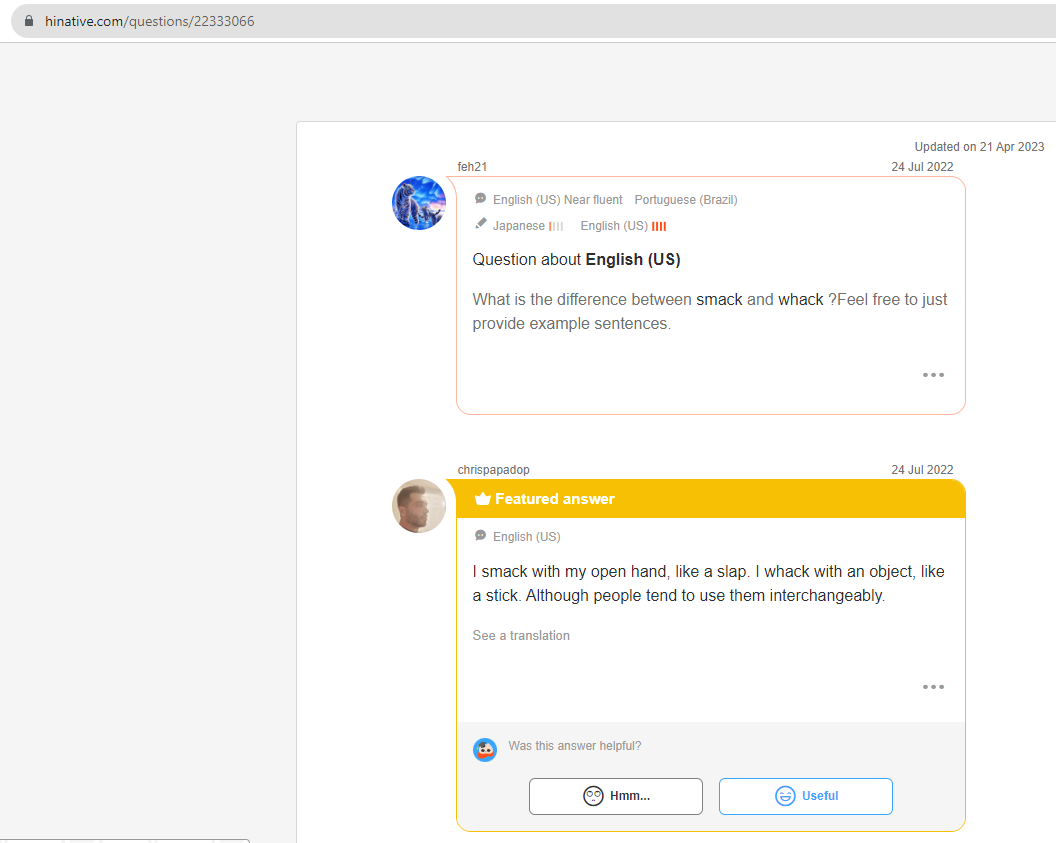 hinative.com/questions/22333066
Updated on 21 Apr 2023
feh21
24 Jul 2022
English (US) Near fluent Portuguese (Brazil)
Japanese English (US)
Question about English (US)
What is the difference between smack and whack ?Feel free to just
provide example sentences.
chrispapadop
24 Jul 2022
Featured answer
English (US)
I smack with my open hand, like a slap. I whack with an object, like
a stick. Although people tend to use them interchangeably.
See a translation
Was this answer helpful?
Hmm...
Useful